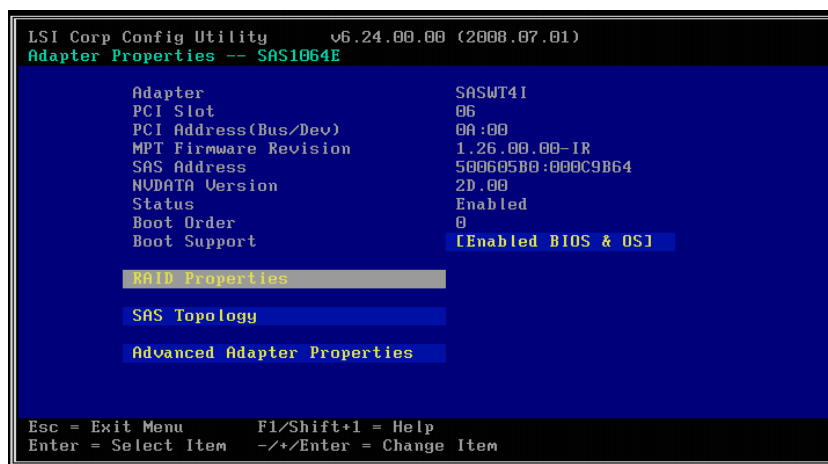 LSI Corp Config Utility v6.24.00.00 (2008.07.01)
Adapter Properties -- SAS1064E
Adapter SASWT4I
PCI Slot 06
PCI Address(Bus/Dev) 0A:00
MPT Firmware Revision 1.26.00.00-IR
SAS Address 500605B0:000C9B64
NVDATA Version 2D.00
Status Enabled
Boot Order 0
Boot Support [Enabled BIOS & OS]
RAID Properties
SAS Topology
Advanced Adapter Properties
Esc = Exit Menu F1/Shift+1 = Help
Enter = Select Item -/+/Enter = Change Item